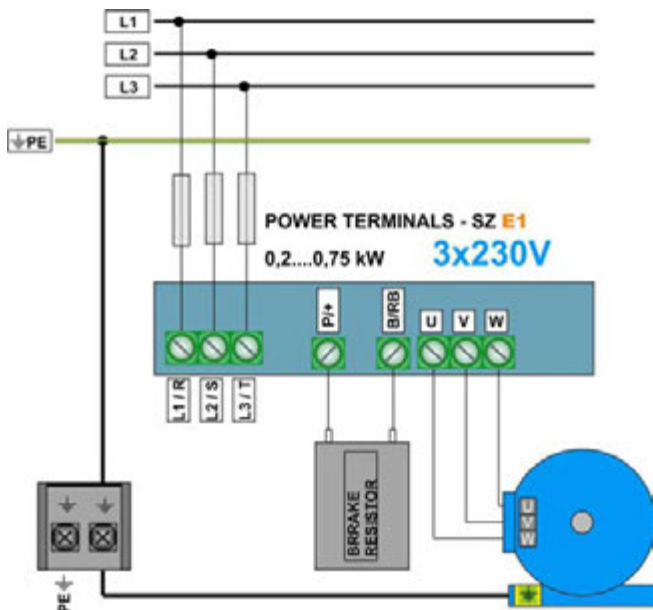 L1
L2
L3
PE
POWER TERMINALS - SZ E1
0,2....0,75 kW 3x230V
P/+
B/RB
U V W
L1 / R
L2 / S
L3 / T
BRRAKE
RESISTOR
U
V
W
PE